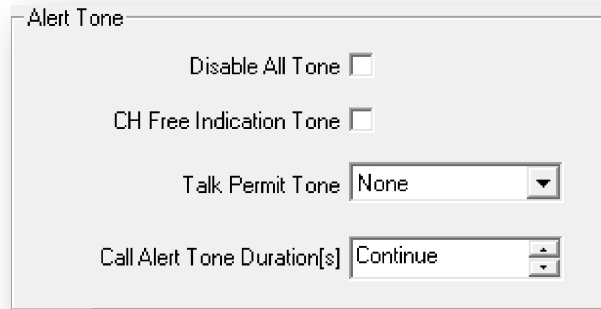 Alert Tone
Disable All Tone
CH Free Indication Tone
Talk Permit Tone None
Call Alert Tone Duration[s] Continue